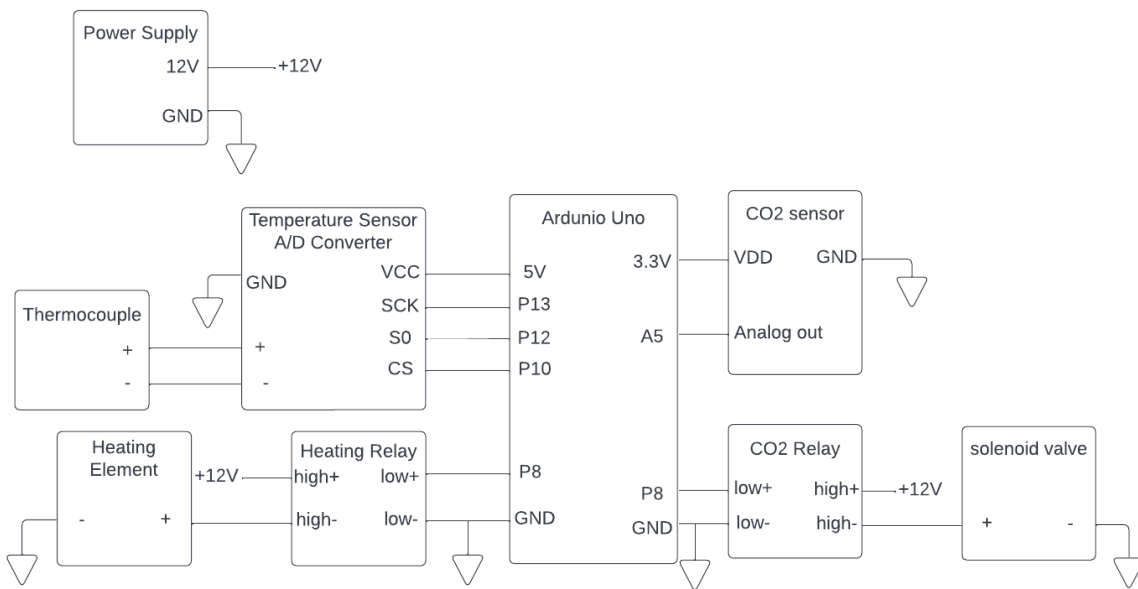 Power Supply
12V
+12V
GND
Temperature Sensor
A/D Converter
GND
VCC
SCK
S0
CS
+
-
Thermocouple
+
-
Ardunio Uno
5V
P13
P12
P10
P8
GND
3.3V
A5
P8
GND
CO2 sensor
VDD
GND
Analog out
Heating
Element
-
+
+12V
Heating Relay
high+
low+
high-
low-
CO2 Relay
low+
high+
low-
high-
+12V
solenoid valve
+
-